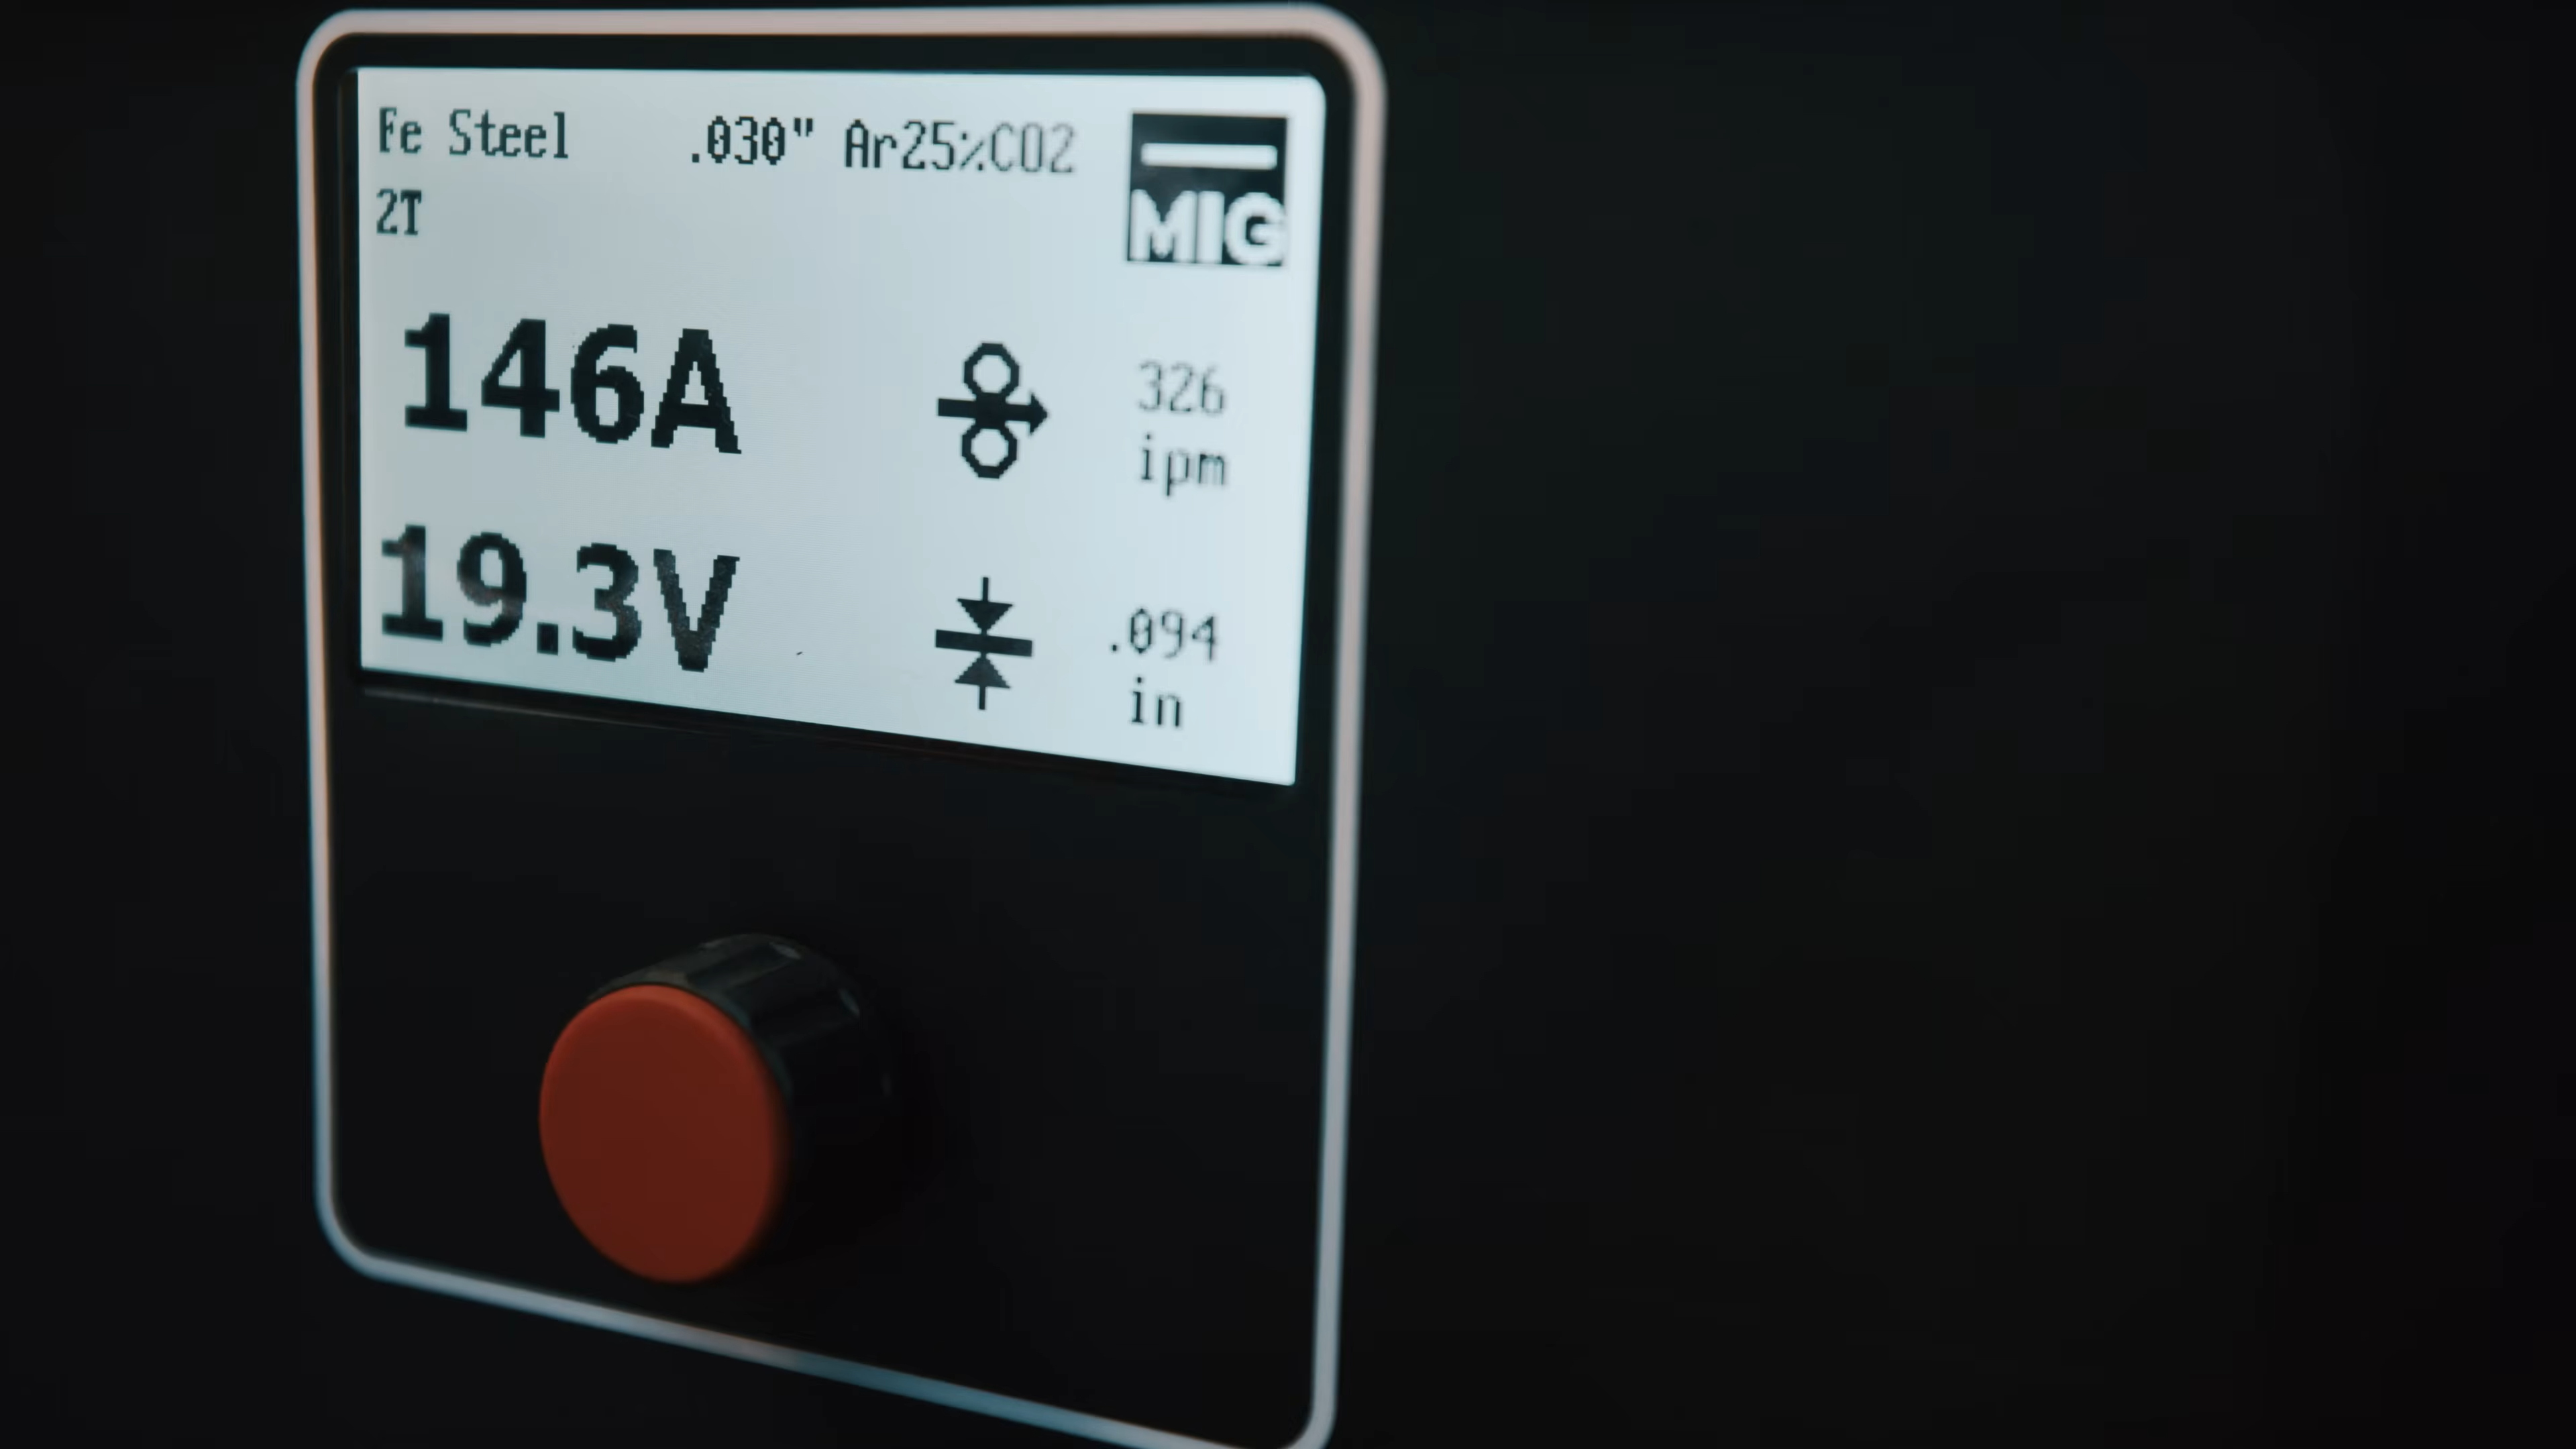 Fe Steel .030" Ar25%CO2
MIG
2T
146A
326
ipm
19.3V
.094
in